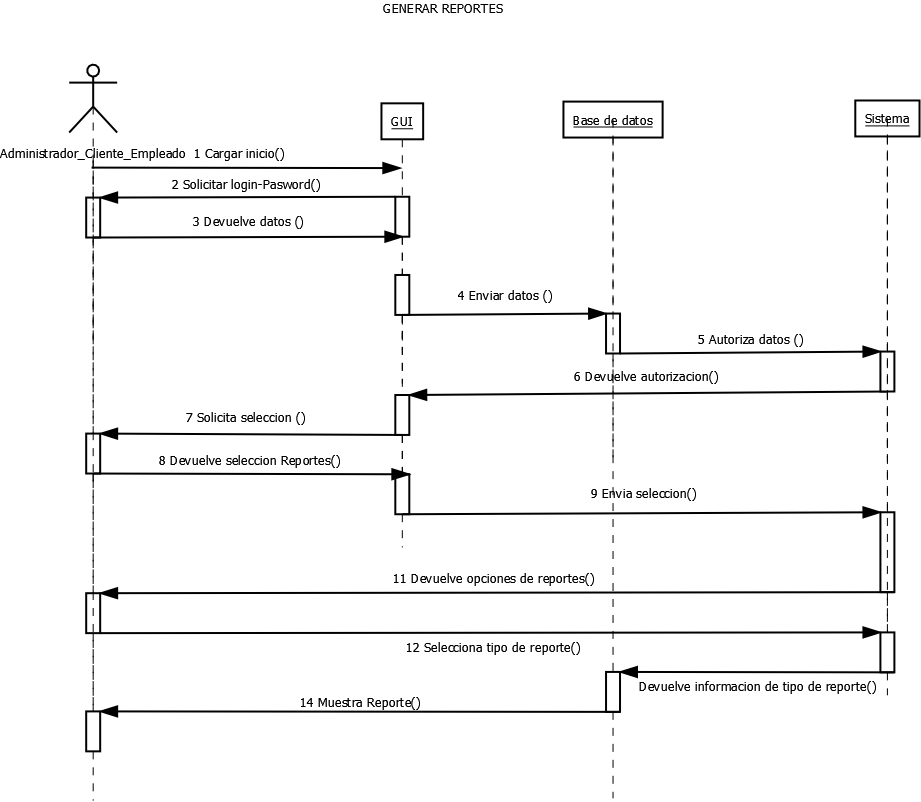 GENERAR REPORTES
GUI
Base de datos
Sistema
Administrador_Cliente_Empleado
1 Cargar inicio()
2 Solicitar login-Pasword()
3 Devuelve datos ()
4 Enviar datos ()
5 Autoriza datos ()
6 Devuelve autorizacion()
7 Solicita seleccion ()
8 Devuelve seleccion Reportes()
9 Envia seleccion()
11 Devuelve opciones de reportes()
12 Selecciona tipo de reporte()
Devuelve informacion de tipo de reporte()
14 Muestra Reporte()